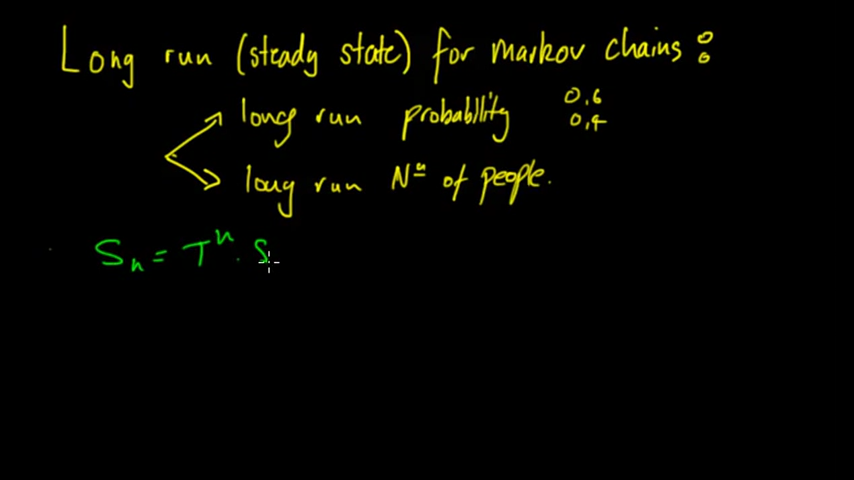 Long run (steady state) for markov chains :
long run probability 0,6
0,4
long run Nº of people.
Sn = Tⁿ . S